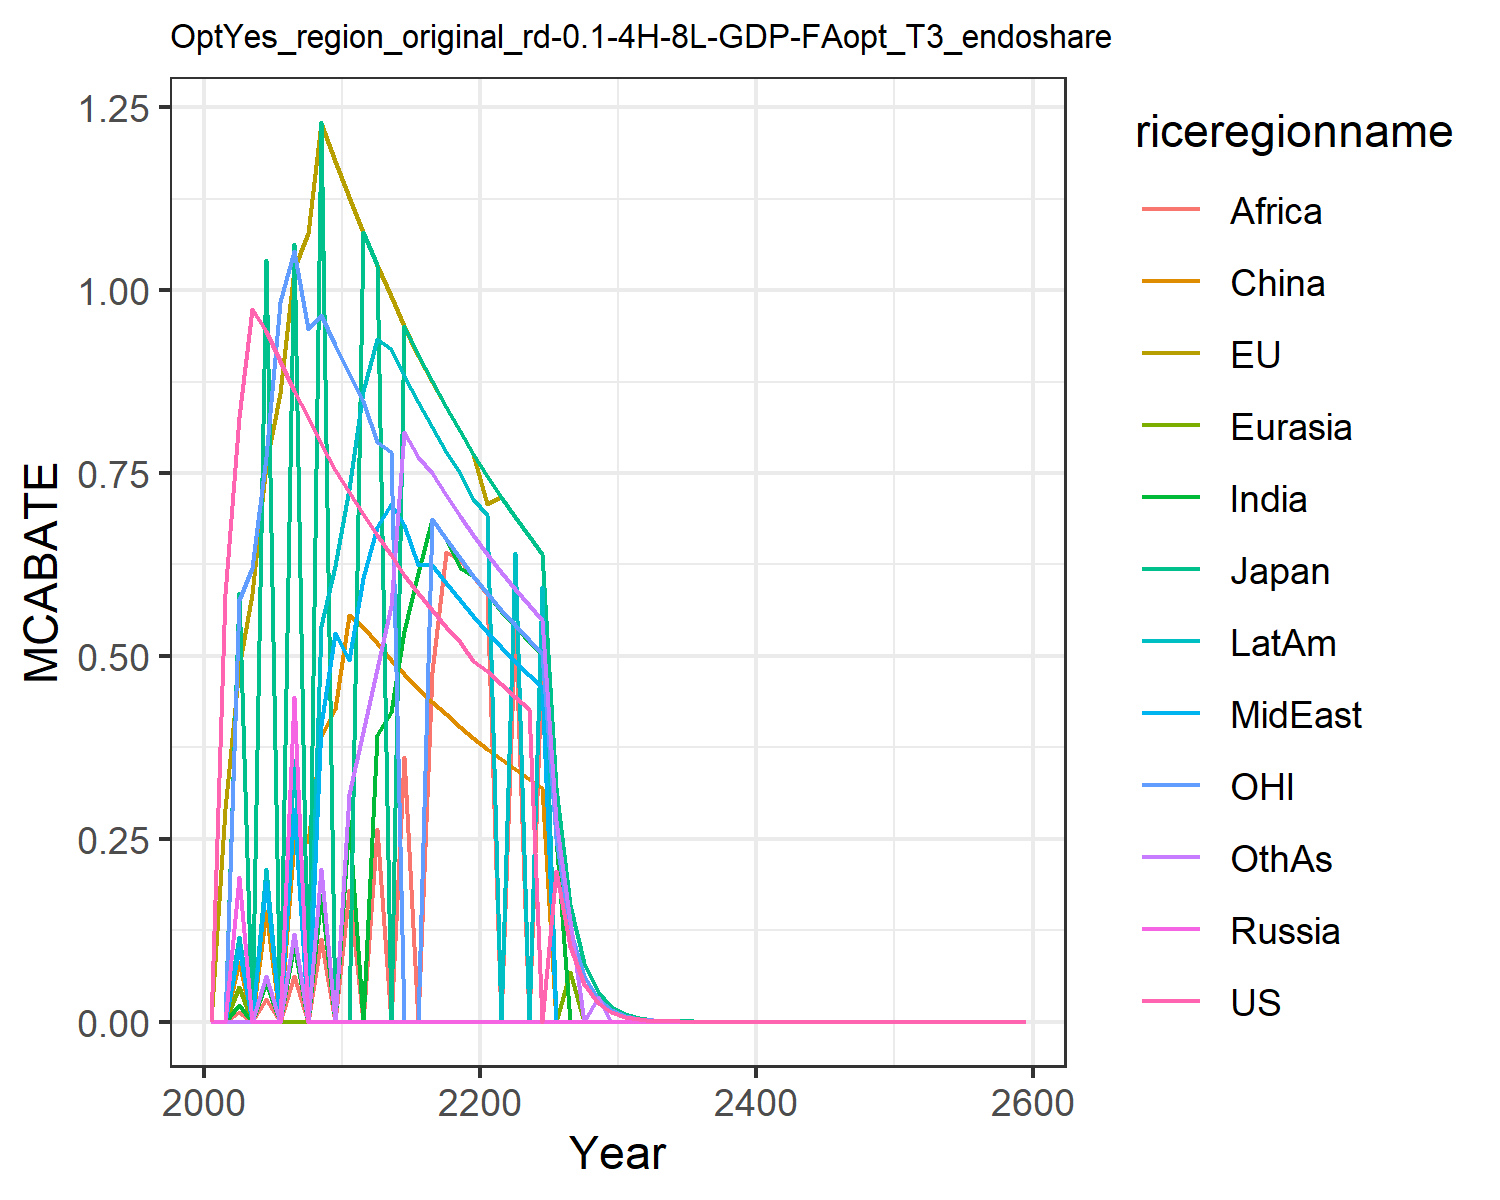 OptYes_region_original_rd-0.1-4H-8L-GDP-FAopt_T3_endoshare
1.25
1.00
0.75
0.50
0.25
0.00
MCABATE
2000
2200
2400
2600
Year
riceregionname
Africa
China
EU
Eurasia
India
Japan
LatAm
MidEast
OHI
OthAs
Russia
US